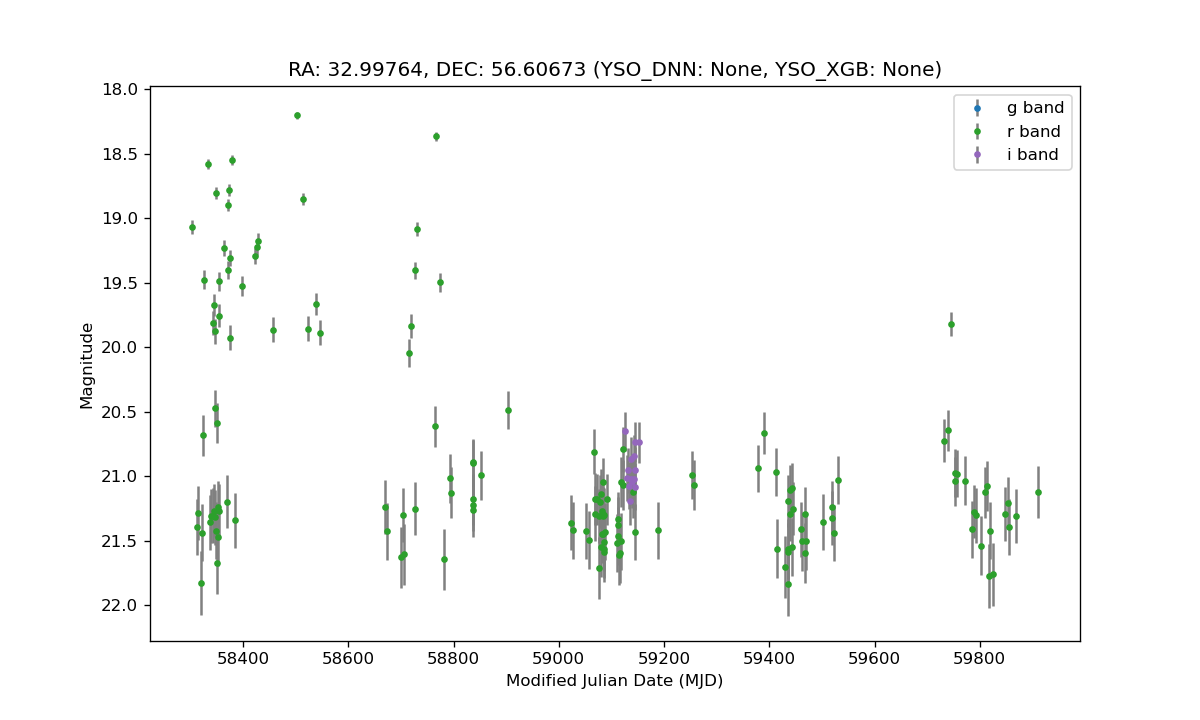 RA: 32.99764, DEC: 56.60673 (YSO_DNN: None, YSO_XGB: None)
g band
r band
i band
18.0
18.5
19.0
19.5
20.0
20.5
21.0
21.5
22.0
Magnitude
58400 58600 58800 59000 59200 59400 59600 59800
Modified Julian Date (MJD)